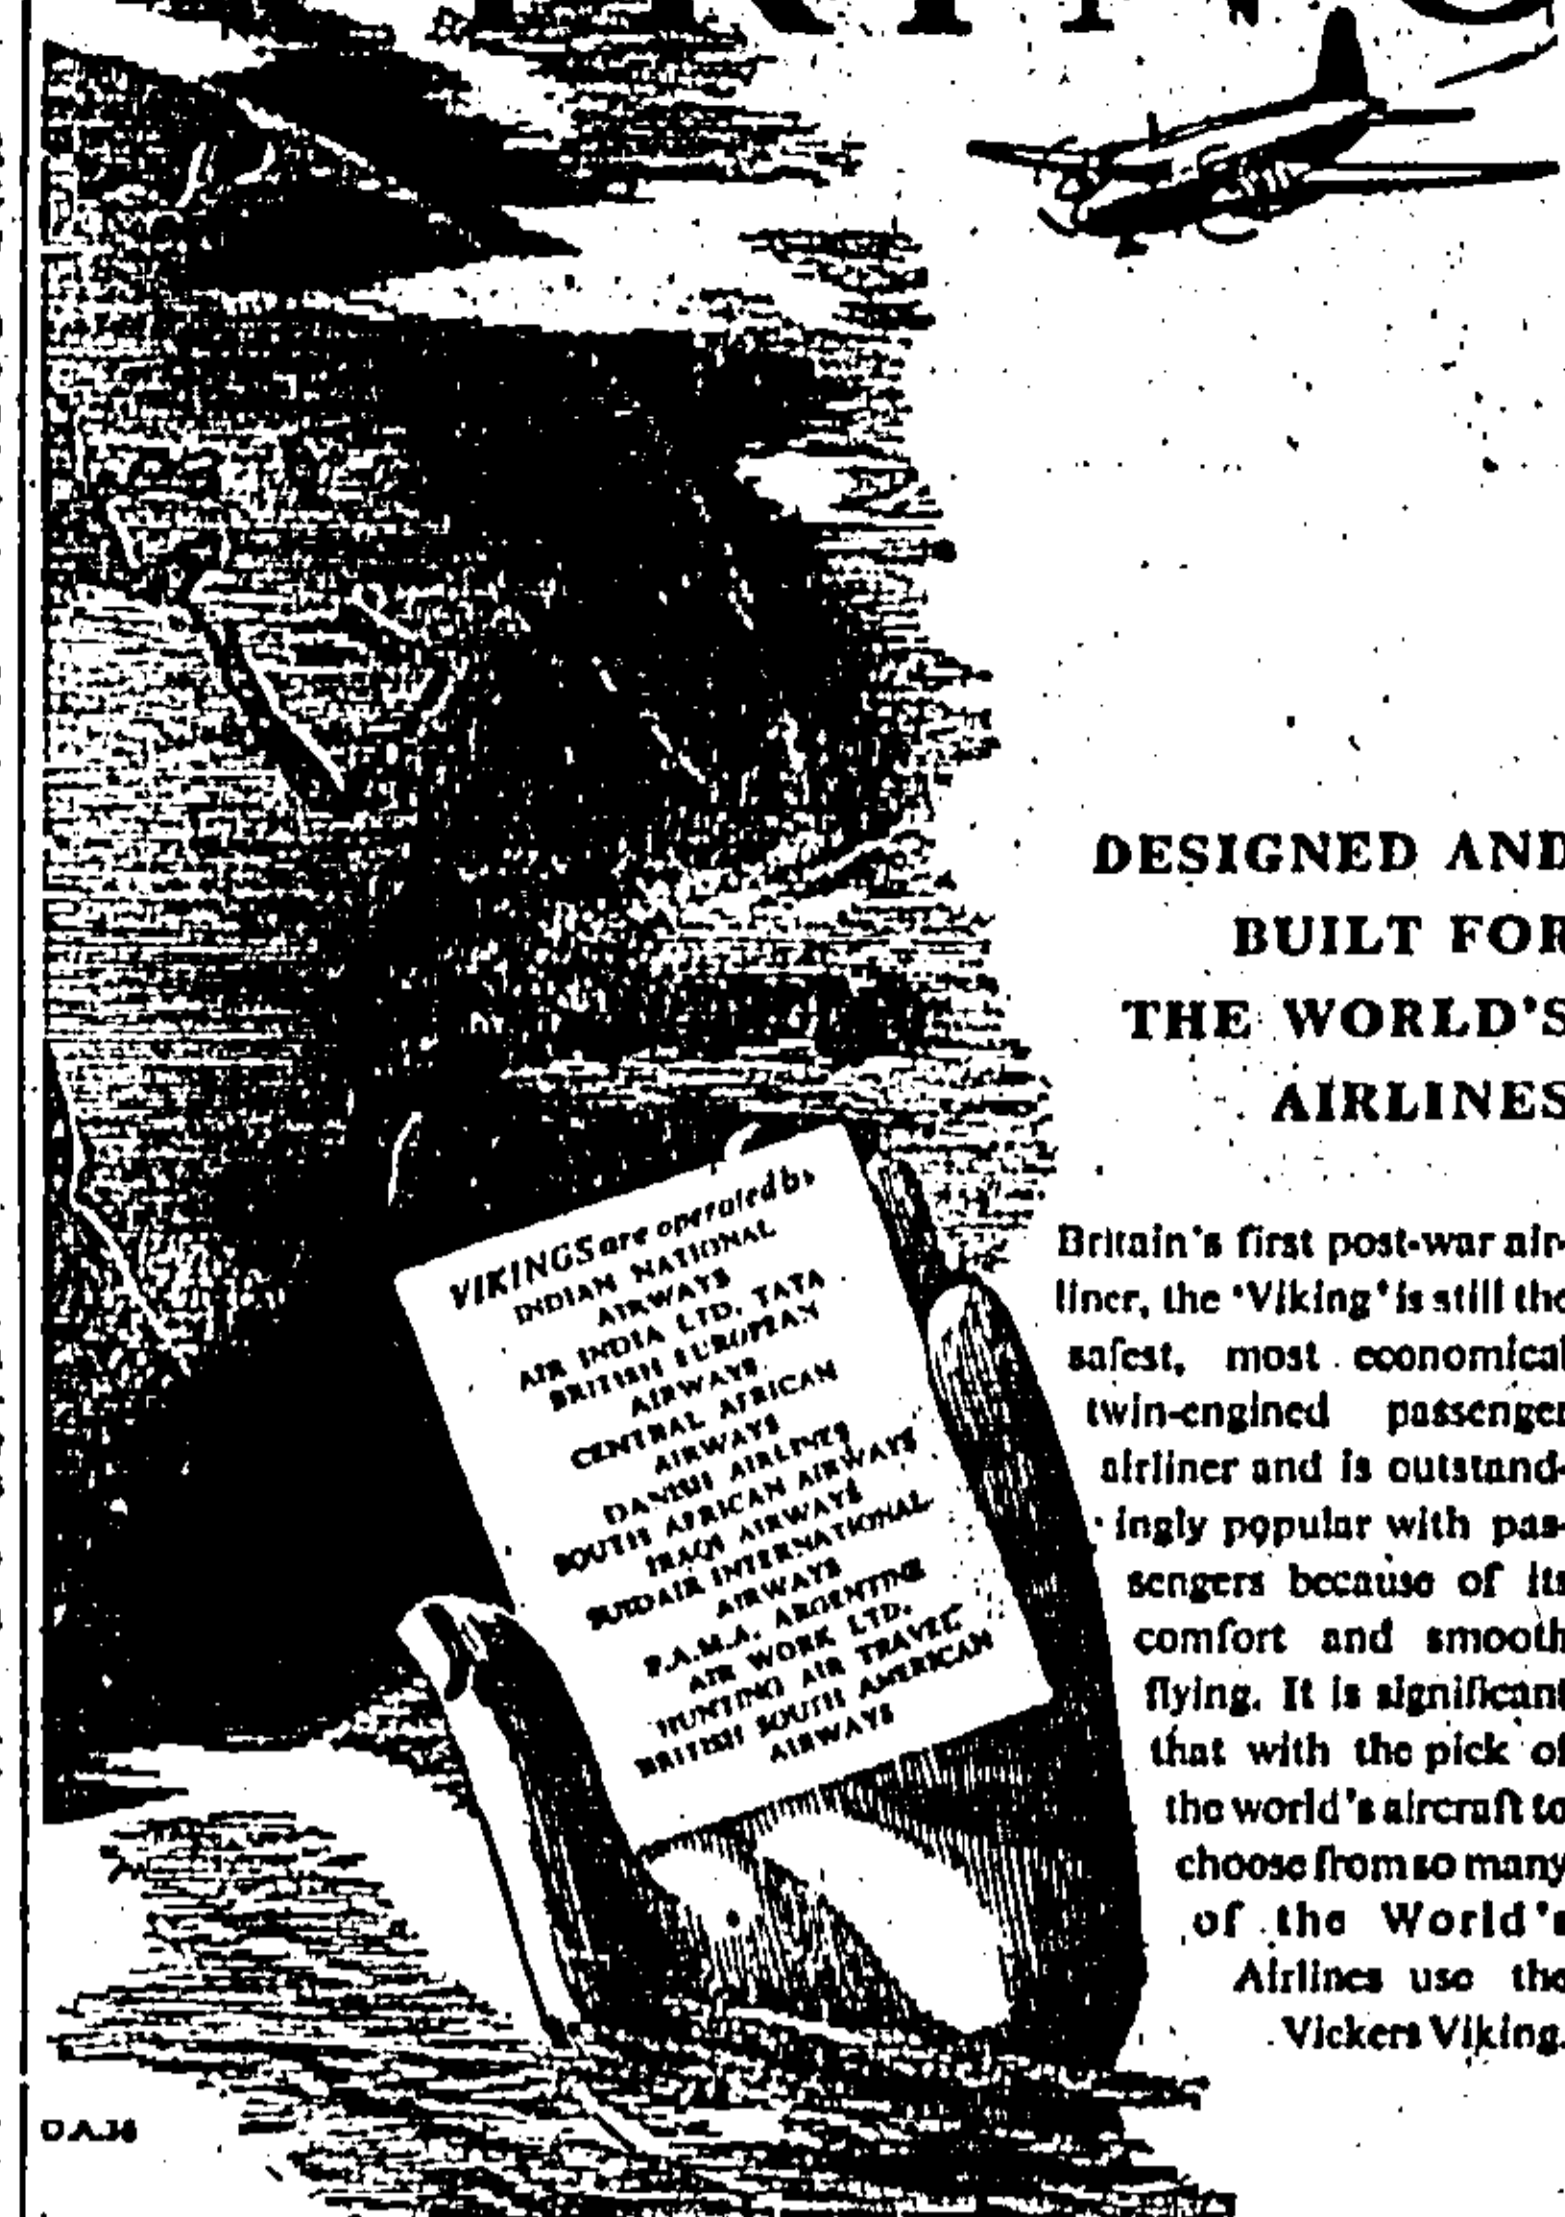 DESIGNED AND
BUILT FOR
THE WORLD'S
AIRLINES
Britain's first post-war air-
liner, the 'Viking' is still the
safest, most economical
twin-engined passenger
airliner and is outstand-
ingly popular with pas-
sengers because of its
comfort and smooth
flying. It is significant
that with the pick of
the world's aircraft to
choose from so many
of the World's
Airlines use the
Vickers Viking.
VIKINGS are operated by
INDIAN NATIONAL
AIRWAYS
AIR INDIA LTD. TATA
BRITISH EUROPEAN
AIRWAYS
CENTRAL AFRICAN
AIRWAYS
DANISH AIRLINES
SOUTH AFRICAN AIRWAYS
IRAQI AIRWAYS
SUIDAIR INTERNATIONAL
AIRWAYS
F.A.M.A. ARGENTINE
AIR WORK LTD.
HUNTING AIR TRAVEL
BRITISH SOUTH AMERICAN
AIRWAYS